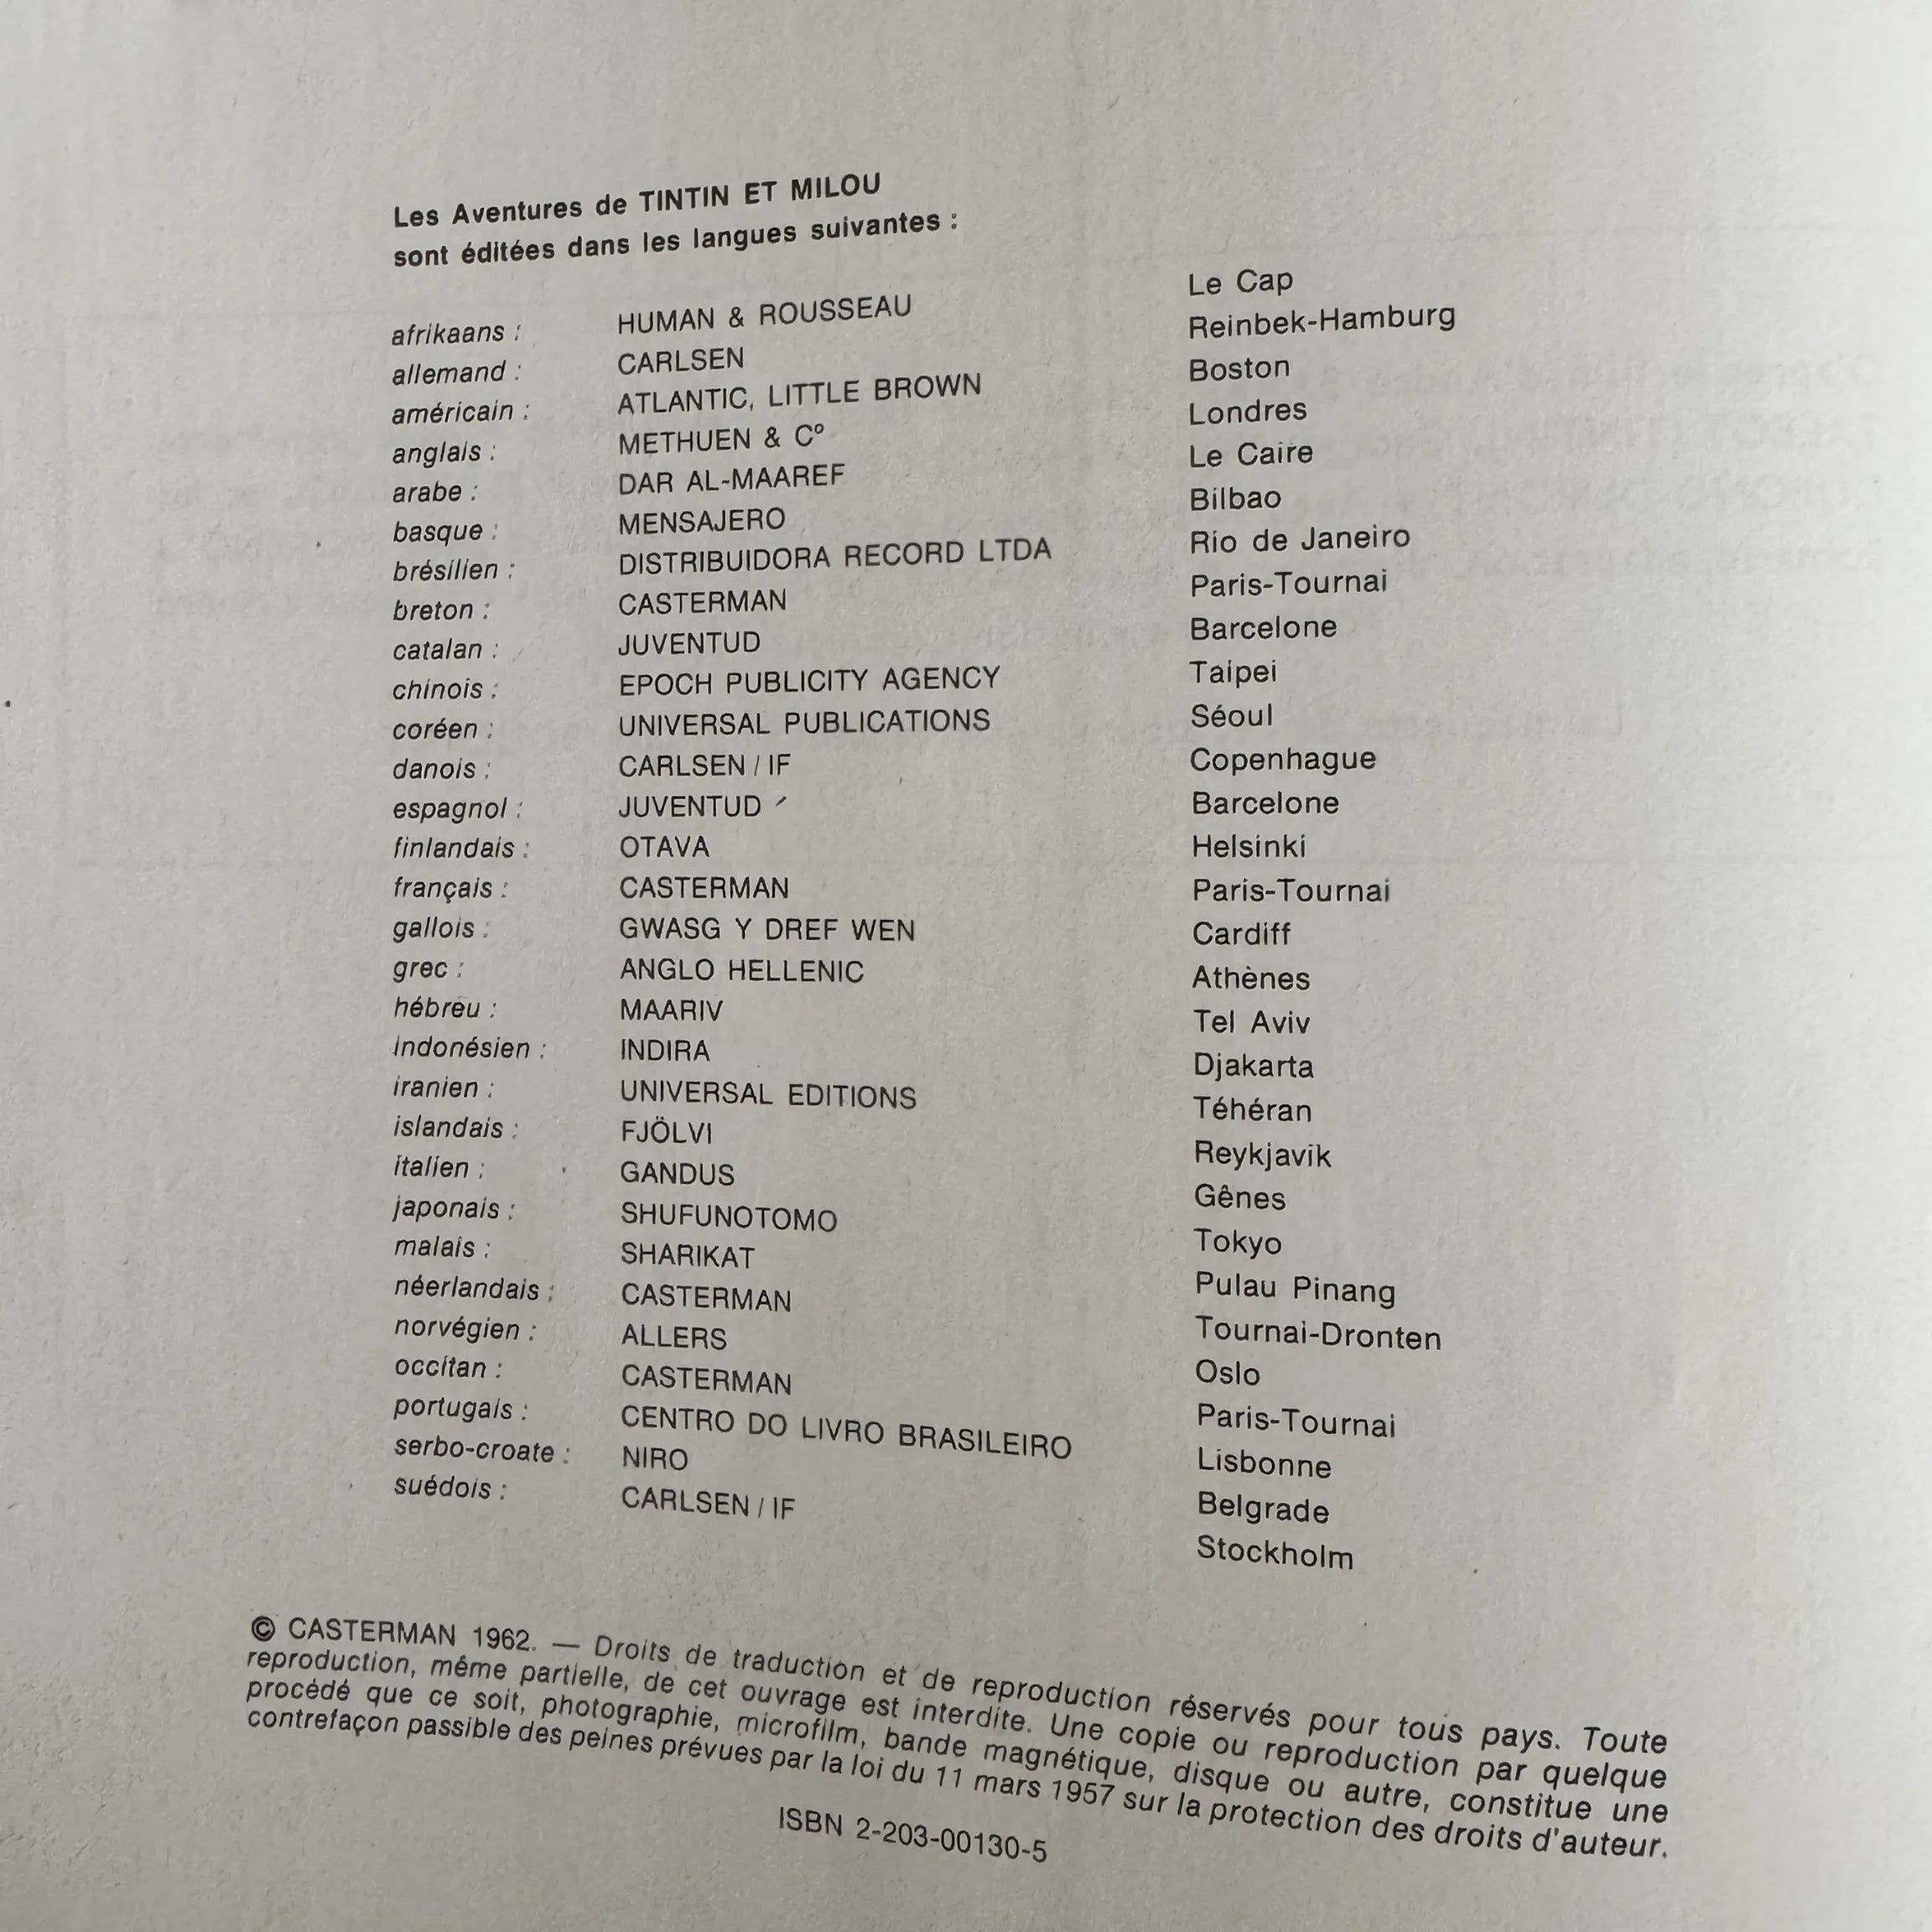 Les Aventures de TINTIN ET MILOU
sont éditées dans les langues suivantes :
afrikaans : HUMAN & ROUSSEAU Le Cap
allemand : CARLSEN Reinbek-Hamburg
américain : ATLANTIC, LITTLE BROWN Boston
anglais : METHUEN & Cº Londres
arabe : DAR AL-MAAREF Le Caire
basque : MENSAJERO Bilbao
brésilien : DISTRIBUIDORA RECORD LTDA Rio de Janeiro
breton : CASTERMAN Paris-Tournai
catalan : JUVENTUD Barcelone
chinois : EPOCH PUBLICITY AGENCY Taipei
coréen : UNIVERSAL PUBLICATIONS Séoul
danois : CARLSEN / IF Copenhague
espagnol : JUVENTUD Barcelone
finlandais : OTAVA Helsinki
français : CASTERMAN Paris-Tournai
gallois : GWASG Y DREF WEN Cardiff
grec : ANGLO HELLENIC Athènes
hébreu : MAARIV Tel Aviv
indonésien : INDIRA Djakarta
iranien : UNIVERSAL EDITIONS Téhéran
islandais : FJÖLVI Reykjavik
italien : GANDUS Gênes
japonais : SHUFUNOTOMO Tokyo
malais : SHARIKAT Pulau Pinang
néerlandais : CASTERMAN Tournai-Dronten
norvégien : ALLERS Oslo
occitan : CASTERMAN Paris-Tournai
portugais : CENTRO DO LIVRO BRASILEIRO Lisbonne
serbo-croate : NIRO Belgrade
suédois : CARLSEN / IF Stockholm
© CASTERMAN 1962. — Droits de traduction et de reproduction réservés pour tous pays. Toute
reproduction, même partielle, de cet ouvrage est interdite. Une copie ou reproduction par quelque
procédé que ce soit, photographie, microfilm, bande magnétique, disque ou autre, constitue une
contrefaçon passible des peines prévues par la loi du 11 mars 1957 sur la protection des droits d'auteur.
ISBN 2-203-00130-5